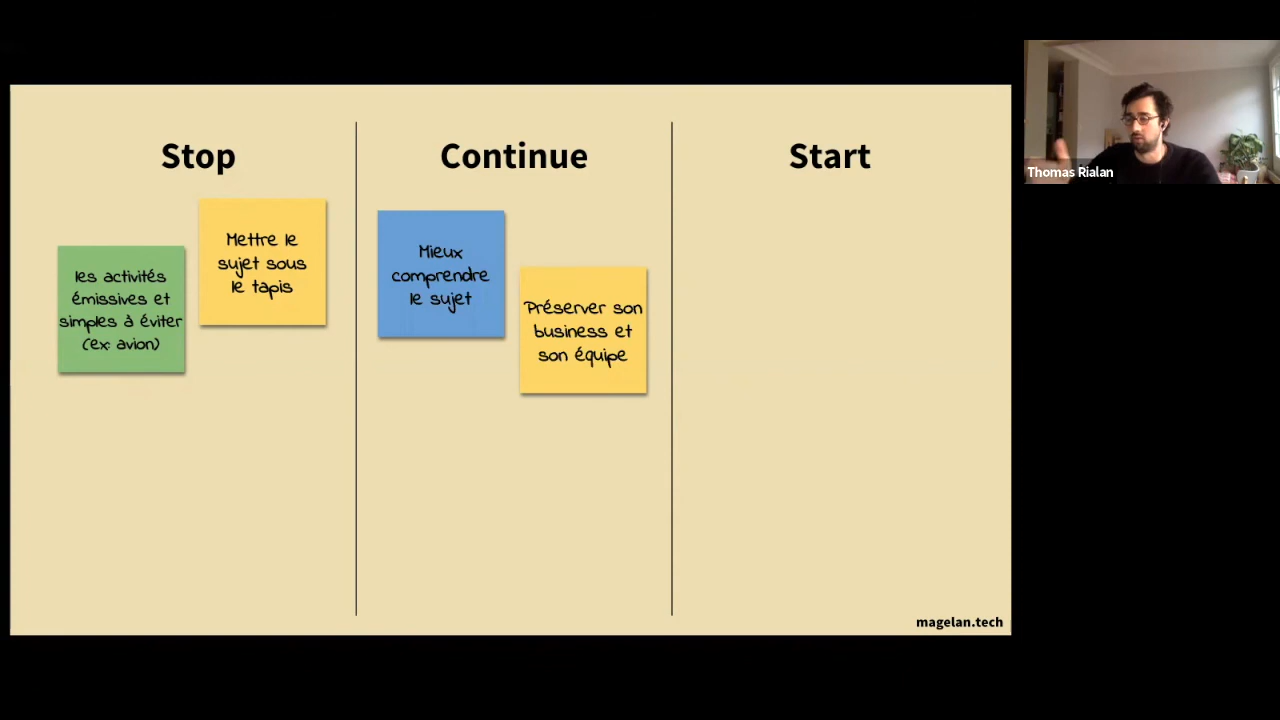 Stop
Continue
Start
Mettre le
sujet sous
le tapis
les activités
émissives et
simples à éviter
(ex: avion)
Mieux
comprendre
le sujet
Préserver son
business et
son équipe
magelan.tech
Thomas Rialan